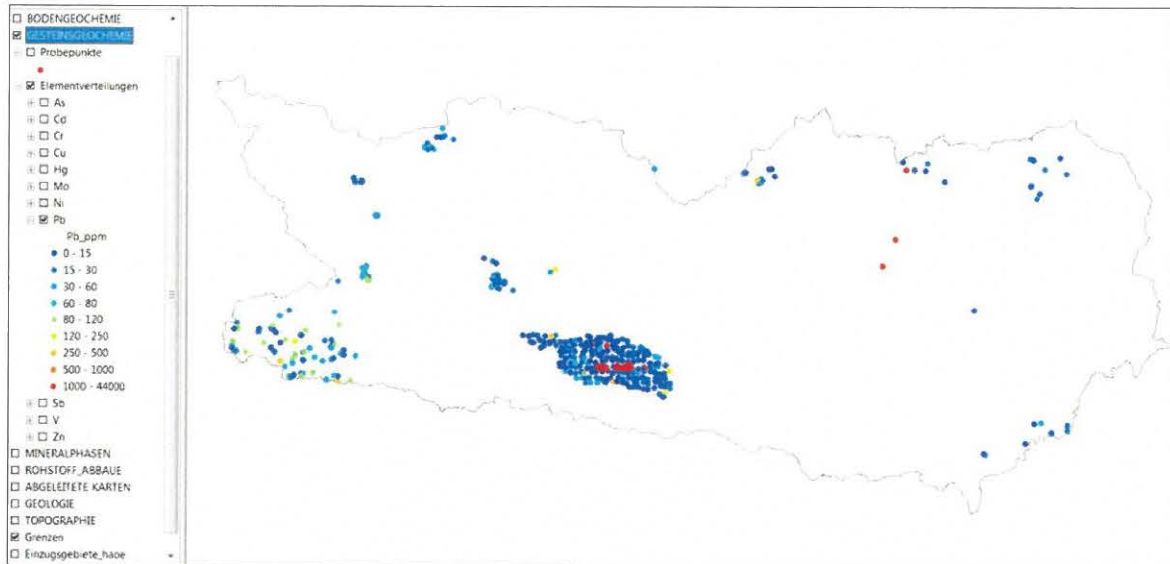 BODENGEOCHEMIE
GESTEINSGEOCHEMIE
Probepunkte
Elementverteilungen
As
Cd
Cr
Cu
Hg
Mo
Ni
Pb
Pb_ppm
0 - 15
15 - 30
30 - 60
60 - 80
80 - 120
120 - 250
250 - 500
500 - 1000
1000 - 44000
Sb
V
Zn
MINERALPHASEN
ROHSTOFF_ABBAUE
ABGELEITETE KARTEN
GEOLOGIE
TOPOGRAPHIE
Grenzen
Einzugsgebiete_haoe